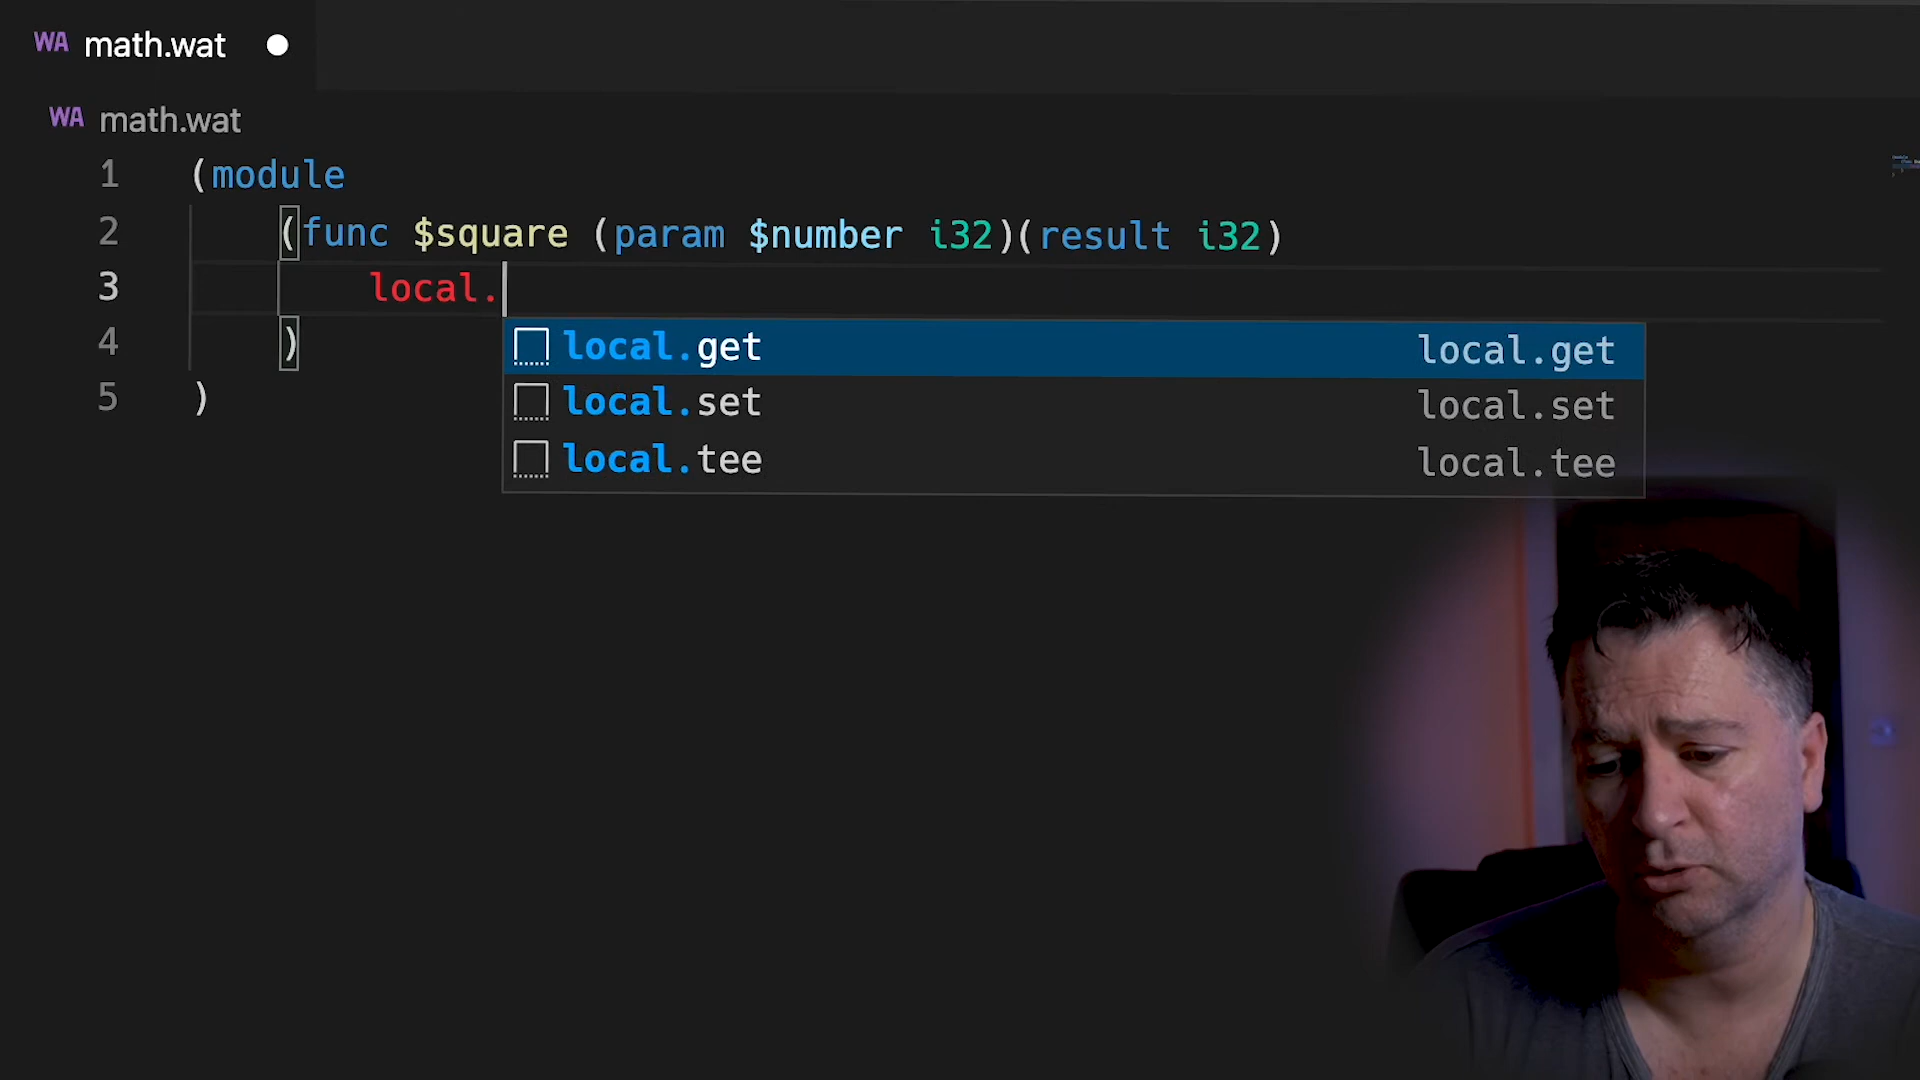 WA math.wat
WA math.wat
1 (module
2 (func $square (param $number i32)(result i32)
3 local.
4 )
5 )
local.get local.get
local.set local.set
local.tee local.tee